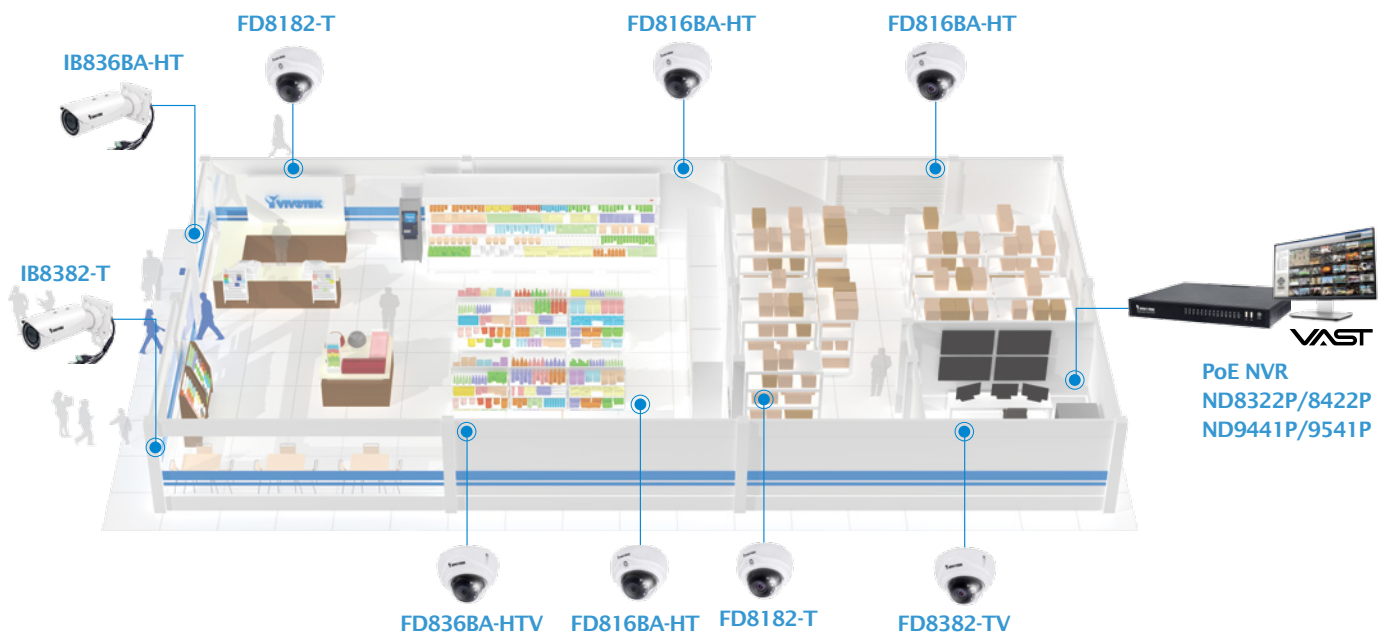 FD8182-T
FD816BA-HT
FD816BA-HT
IB836BA-HT
VIVOTEK
IB8382-T
VAST
PoE NVR
ND8322P/8422P
ND9441P/9541P
FD836BA-HTV
FD816BA-HT
FD8182-T
FD8382-TV